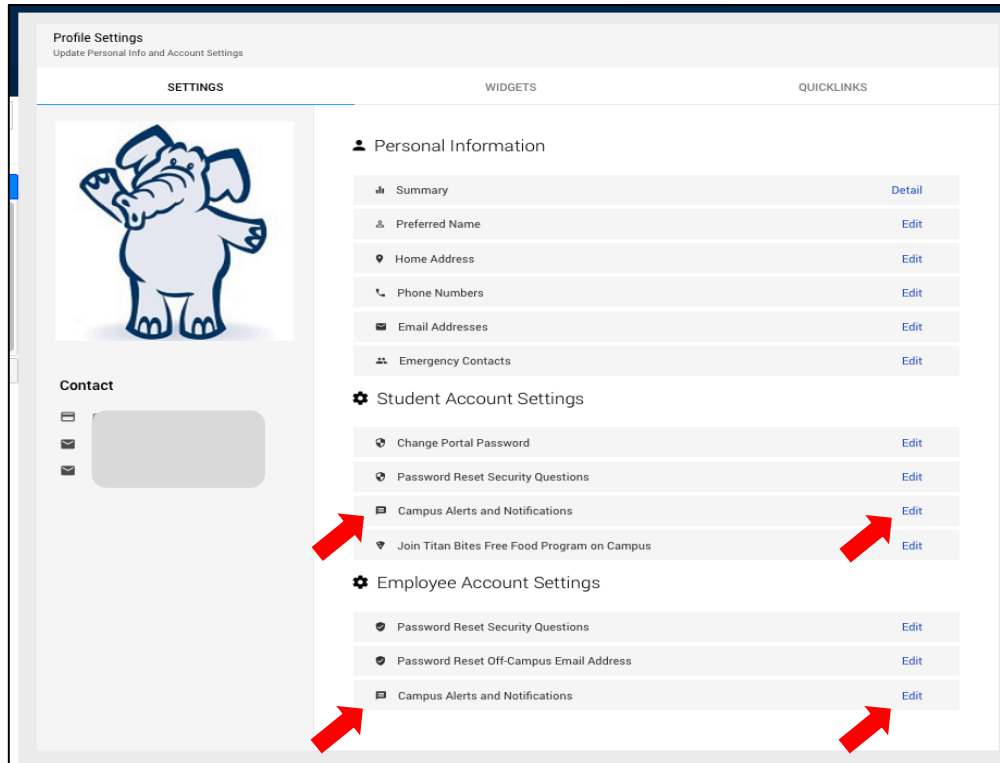 Profile Settings
Update Personal Info and Account Settings
SETTINGS WIDGETS QUICKLINKS
Personal Information
Summary Detail
Preferred Name Edit
Home Address Edit
Phone Numbers Edit
Email Addresses Edit
Emergency Contacts Edit
Contact
Student Account Settings
Change Portal Password Edit
Password Reset Security Questions Edit
Campus Alerts and Notifications Edit
Join Titan Bites Free Food Program on Campus Edit
Employee Account Settings
Password Reset Security Questions Edit
Password Reset Off-Campus Email Address Edit
Campus Alerts and Notifications Edit